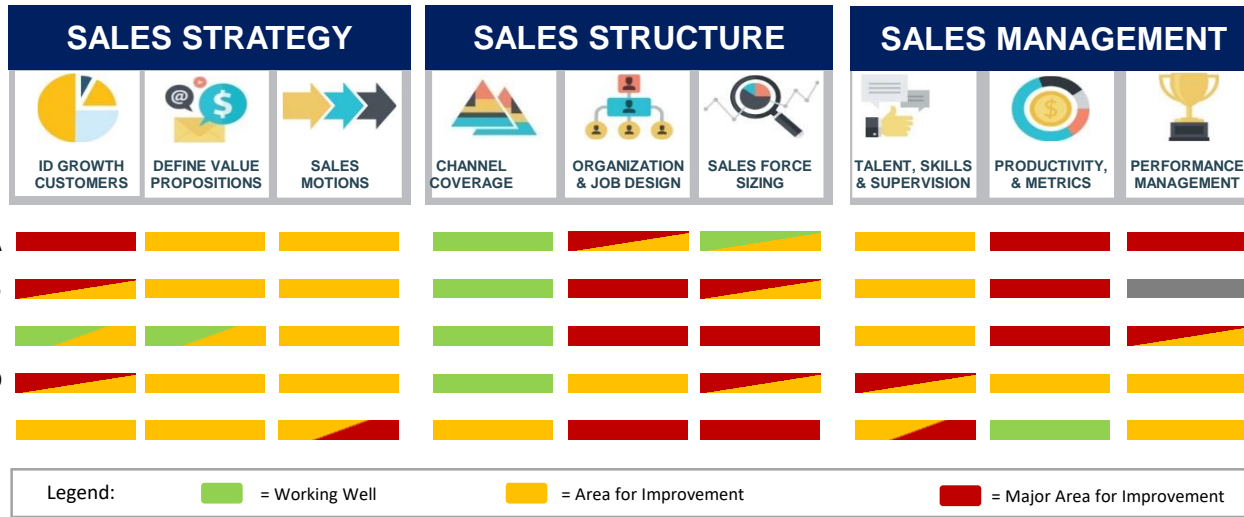 SALES STRATEGY
SALES STRUCTURE
SALES MANAGEMENT
@
$
$
ID GROWTH
CUSTOMERS
DEFINE VALUE
PROPOSITIONS
SALES
MOTIONS
CHANNEL
COVERAGE
ORGANIZATION
& JOB DESIGN
SALES FORCE
SIZING
TALENT, SKILLS
& SUPERVISION
PRODUCTIVITY,
& METRICS
PERFORMANCE
MANAGEMENT
Legend:
= Working Well
= Area for Improvement
= Major Area for Improvement